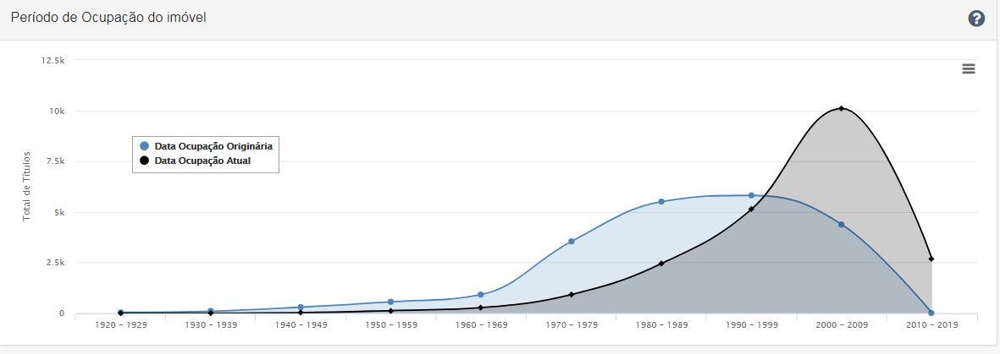 Período de Ocupação do imóvel
?
12.5k
10k
7.5k
5k
2.5k
0
Total de Títulos
Data Ocupação Originária
Data Ocupação Atual
1920 – 1929
1930 – 1939
1940 – 1949
1950 – 1959
1960 – 1969
1970 – 1979
1980 – 1989
1990 – 1999
2000 – 2009
2010 – 2019